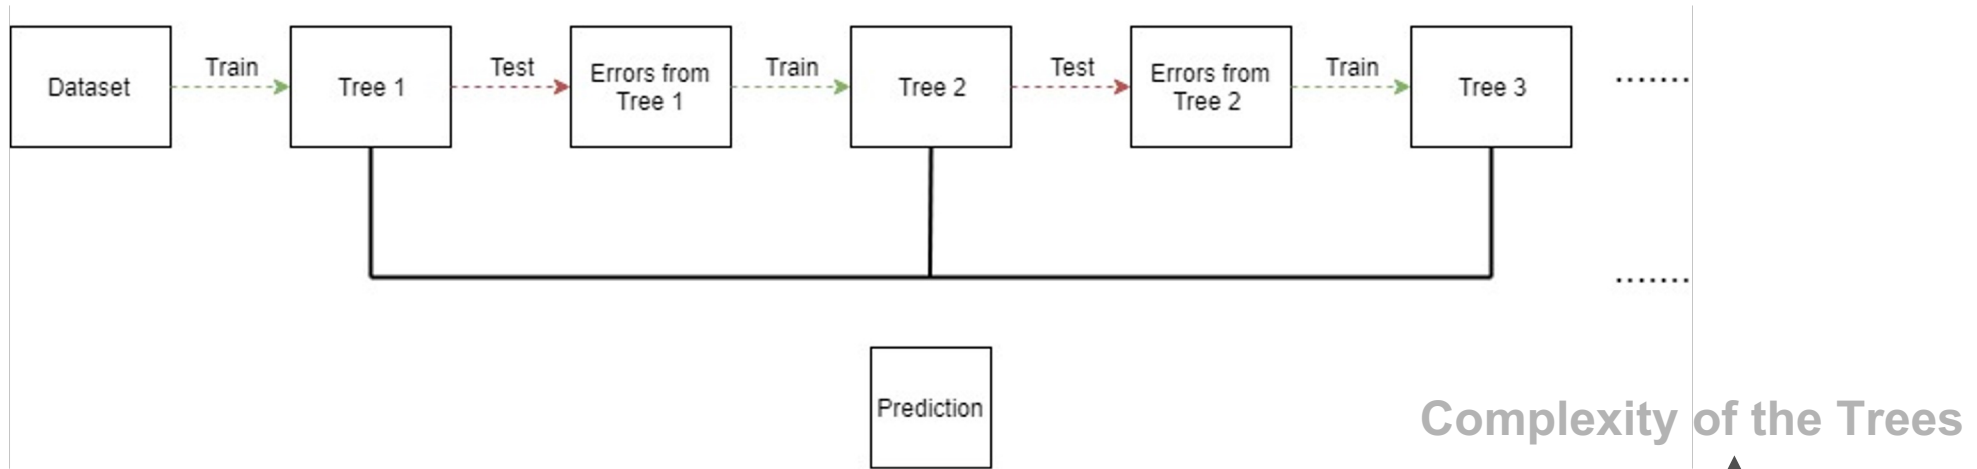 Train
Test
Train
Test
Train
Dataset
Tree 1
Errors from
Tree 1
Tree 2
Errors from
Tree 2
Tree 3
.......
.......
Prediction
Complexity of the Trees